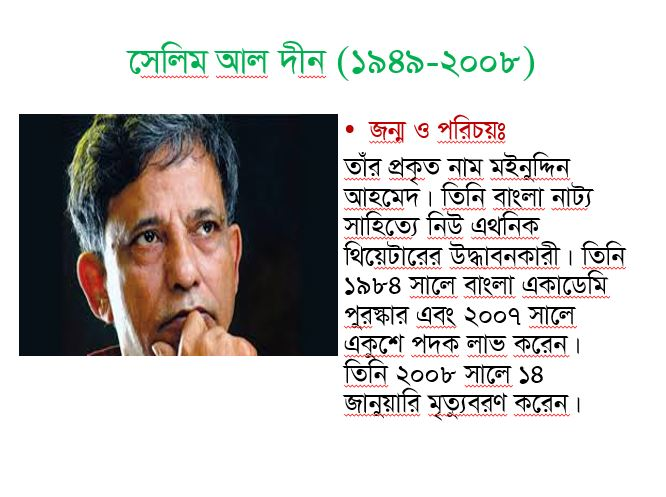 সেলিম আল দীন (১৯৪৯-২০০৮)
• জন্ম ও পরিচয়ঃ
তাঁর প্রকৃত নাম মইনুদ্দিন
আহমেদ। তিনি বাংলা নাট্য
সাহিত্যে নিউ এথনিক
থিয়েটারের উদ্ভাবনকারী। তিনি
১৯৮৪ সালে বাংলা একাডেমি
পুরস্কার এবং ২০০৭ সালে
একুশে পদক লাভ করেন।
তিনি ২০০৮ সালে ১৪
জানুয়ারি মৃত্যুবরণ করেন।